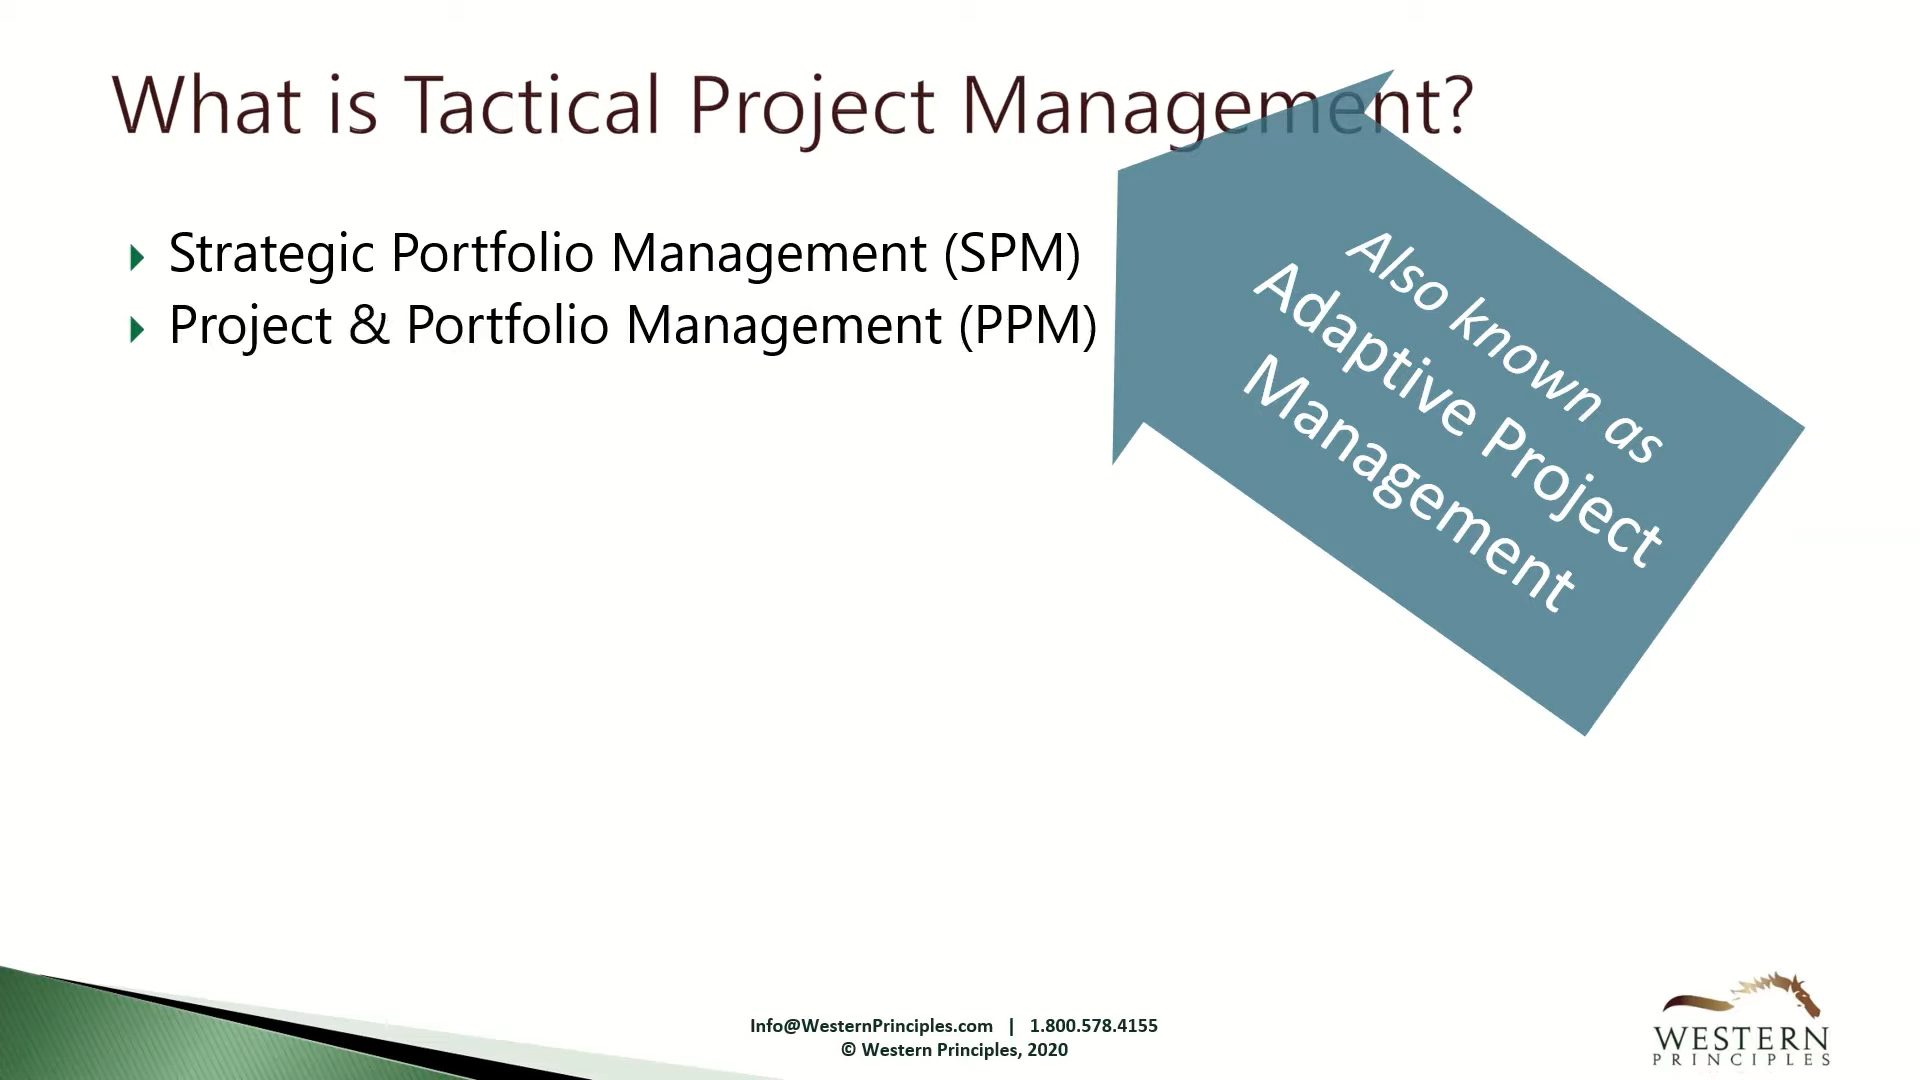 What is Tactical Project Management?
Strategic Portfolio Management (SPM)
Project & Portfolio Management (PPM)
Also known as
Adaptive Project
Management
Info@WesternPrinciples.com | 1.800.578.4155
© Western Principles, 2020
WESTERN
PRINCIPLES